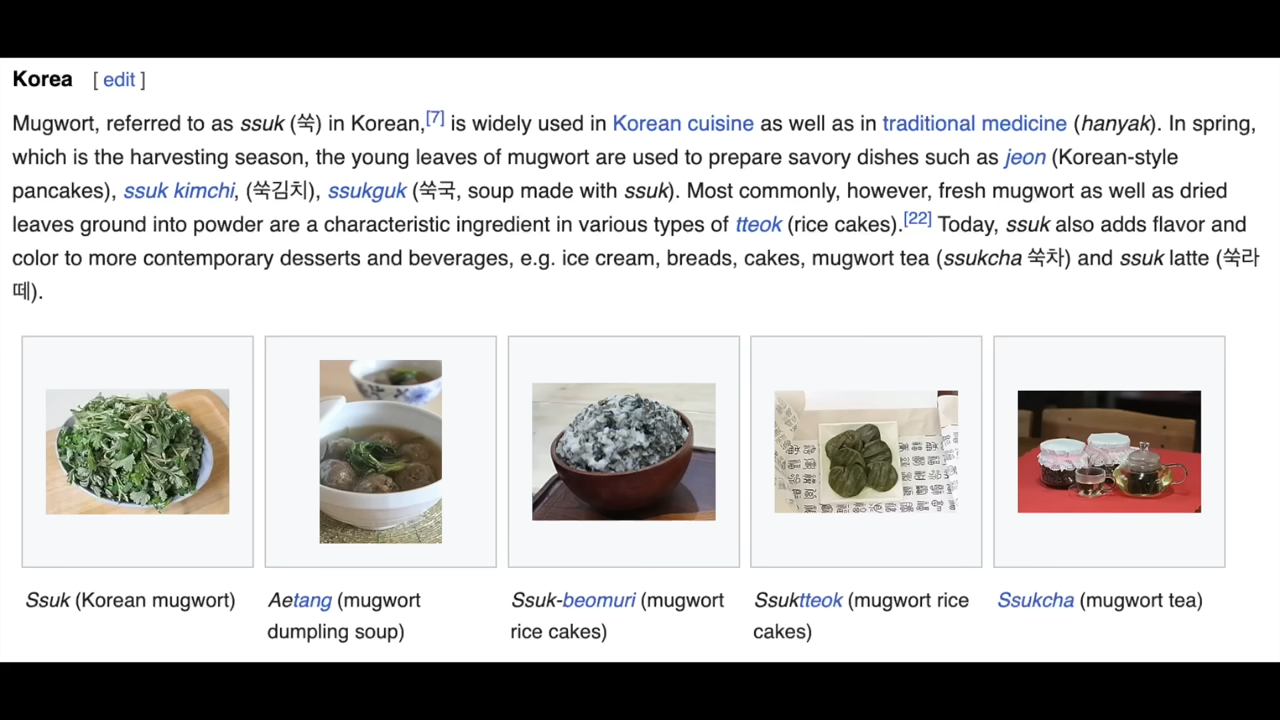 Korea [ edit ]
Mugwort, referred to as ssuk (쑥) in Korean,[7] is widely used in Korean cuisine as well as in traditional medicine (hanyak). In spring,
which is the harvesting season, the young leaves of mugwort are used to prepare savory dishes such as jeon (Korean-style
pancakes), ssuk kimchi, (쑥김치), ssukguk (쑥국, soup made with ssuk). Most commonly, however, fresh mugwort as well as dried
leaves ground into powder are a characteristic ingredient in various types of tteok (rice cakes).[22] Today, ssuk also adds flavor and
color to more contemporary desserts and beverages, e.g. ice cream, breads, cakes, mugwort tea (ssukcha 쑥차) and ssuk latte (쑥라
떼).
Ssuk (Korean mugwort)
Aetang (mugwort
dumpling soup)
Ssuk-beomuri (mugwort
rice cakes)
Ssuktteok (mugwort rice
cakes)
Ssukcha (mugwort tea)